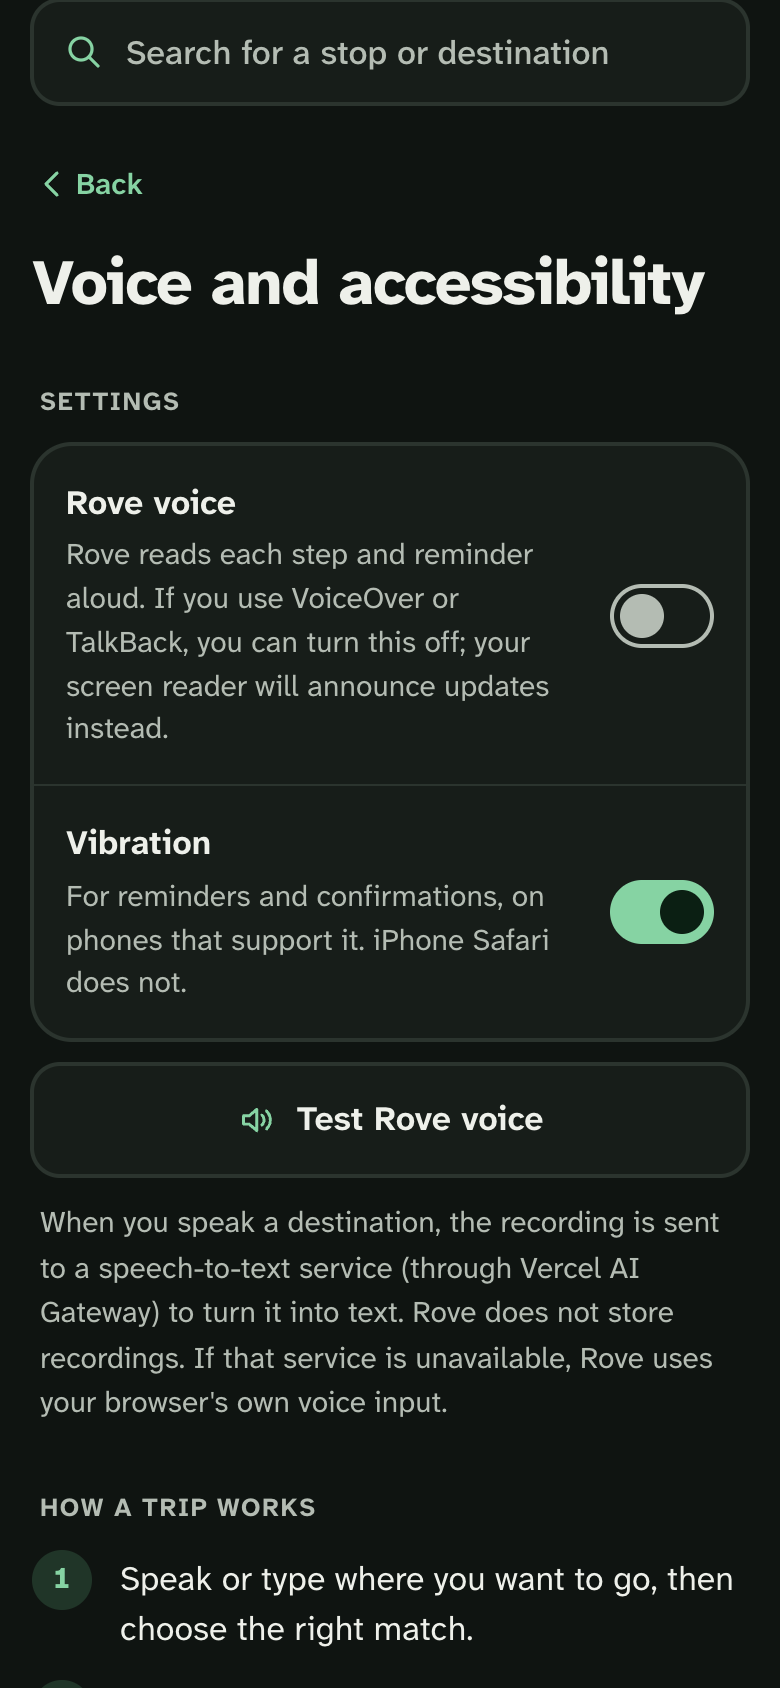 Search for a stop or destination
Back
Voice and accessibility
SETTINGS
Rove voice
Rove reads each step and reminder
aloud. If you use VoiceOver or
TalkBack, you can turn this off; your
screen reader will announce updates
instead.
Vibration
For reminders and confirmations, on
phones that support it. iPhone Safari
does not.
Test Rove voice
When you speak a destination, the recording is sent
to a speech-to-text service (through Vercel AI
Gateway) to turn it into text. Rove does not store
recordings. If that service is unavailable, Rove uses
your browser's own voice input.
HOW A TRIP WORKS
1
Speak or type where you want to go, then
choose the right match.